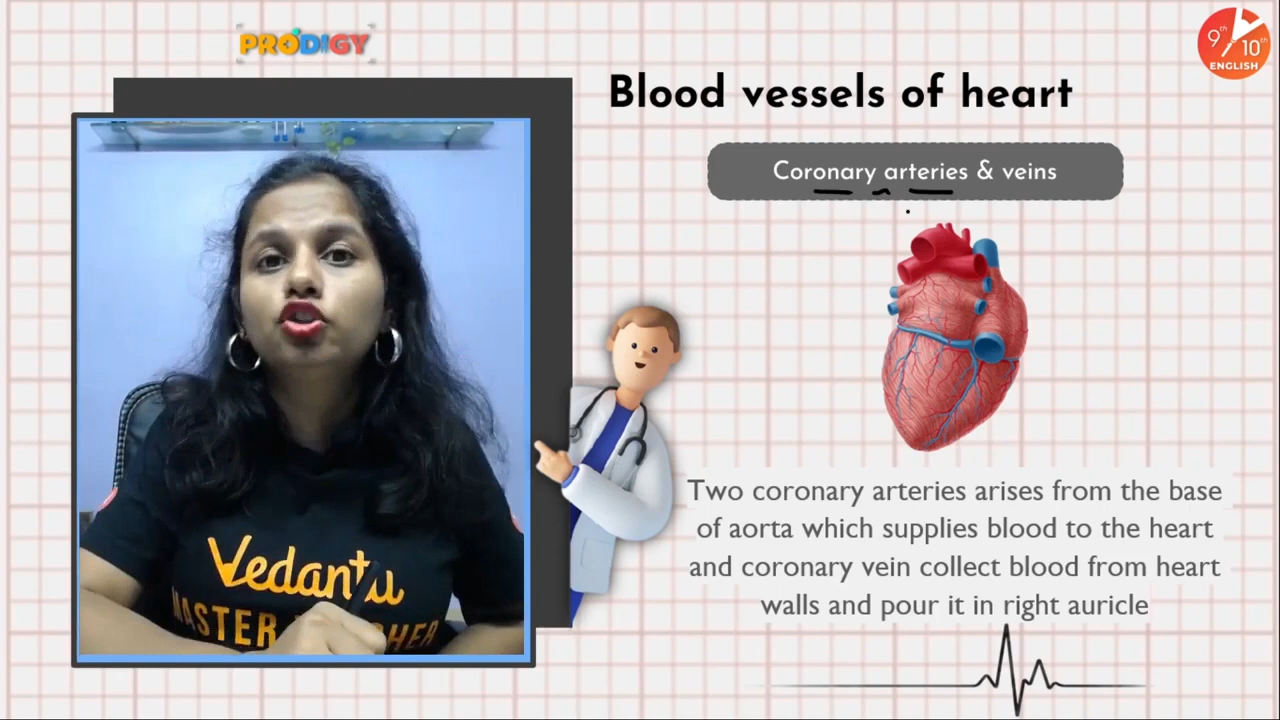 PRODIGY
9th 10th
ENGLISH
Blood vessels of heart
Coronary arteries & veins
Two coronary arteries arises from the base
of aorta which supplies blood to the heart
and coronary vein collect blood from heart
walls and pour it in right auricle
Vedantu
MASTER